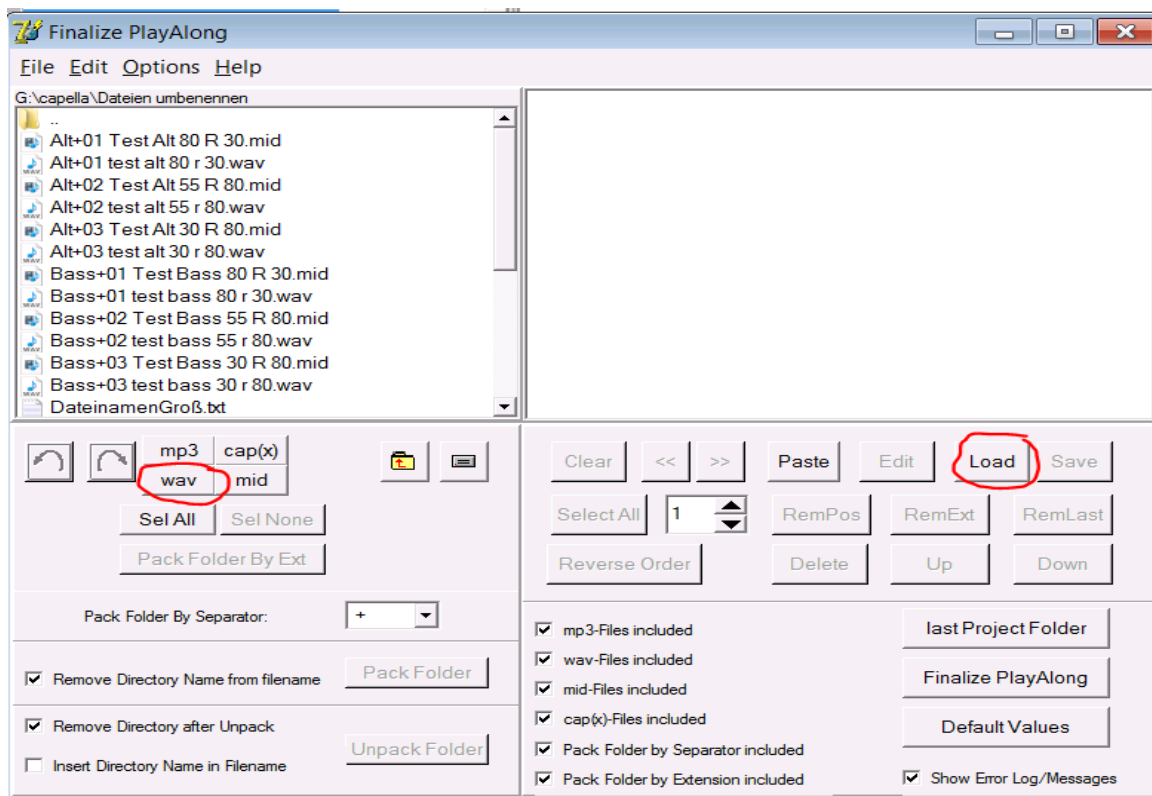 Finalize PlayAlong
File Edit Options Help
G:\capella\Dateien umbenennen
..
Alt+01 Test Alt 80 R 30.mid
Alt+01 test alt 80 r 30.wav
Alt+02 Test Alt 55 R 80.mid
Alt+02 test alt 55 r 80.wav
Alt+03 Test Alt 30 R 80.mid
Alt+03 test alt 30 r 80.wav
Bass+01 Test Bass 80 R 30.mid
Bass+01 test bass 80 r 30.wav
Bass+02 Test Bass 55 R 80.mid
Bass+02 test bass 55 r 80.wav
Bass+03 Test Bass 30 R 80.mid
Bass+03 test bass 30 r 80.wav
DateinamenGroß.txt
mp3 cap(x)
wav mid
Sel All Sel None
Pack Folder By Ext
Pack Folder By Separator: +
Remove Directory Name from filename Pack Folder
Remove Directory after Unpack
Unpack Folder
Insert Directory Name in Filename
Clear << >> Paste Edit Load Save
Select All 1 RemPos RemExt RemLast
Reverse Order Delete Up Down
mp3-Files included
wav-Files included
mid-Files included
cap(x)-Files included
Pack Folder by Separator included
Pack Folder by Extension included
last Project Folder
Finalize PlayAlong
Default Values
Show Error Log/Messages